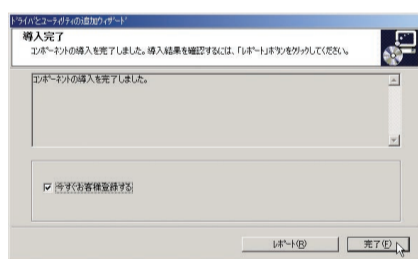 ﾄﾞﾗｲﾊﾞとﾕｰﾃｨﾘﾃｨの追加ｳｨｻﾞｰﾄﾞ
導入完了
ｺﾝﾎﾟｰﾈﾝﾄの導入を完了しました。導入結果を確認するには、「ﾚﾎﾟｰﾄ」ﾎﾞﾀﾝをｸﾘｯｸしてください。
ｺﾝﾎﾟｰﾈﾝﾄの導入を完了しました。
今すぐお客様登録する
ﾚﾎﾟｰﾄ(R)
完了(F)